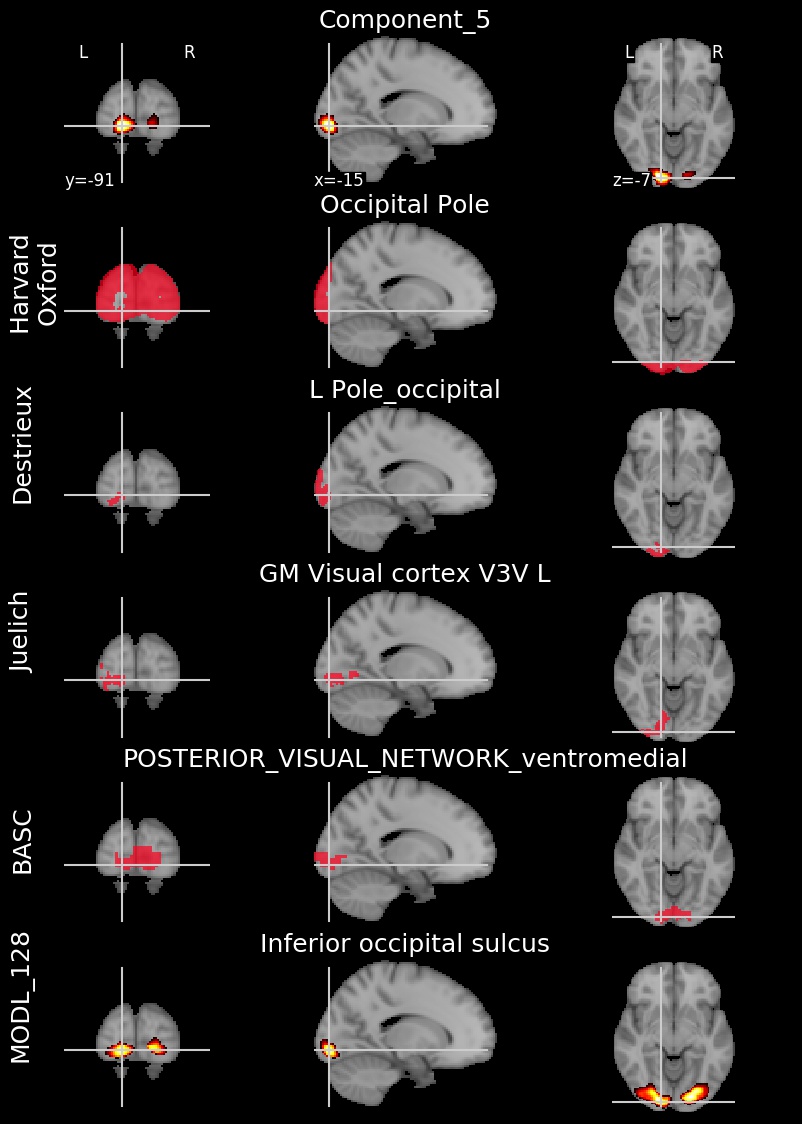 Component_5
L R L R
y=-91 x=-15 z=-7
Occipital Pole
Harvard
Oxford
L Pole_occipital
Destrieux
GM Visual cortex V3V L
Juelich
POSTERIOR_VISUAL_NETWORK_ventromedial
BASC
Inferior occipital sulcus
MODL_128